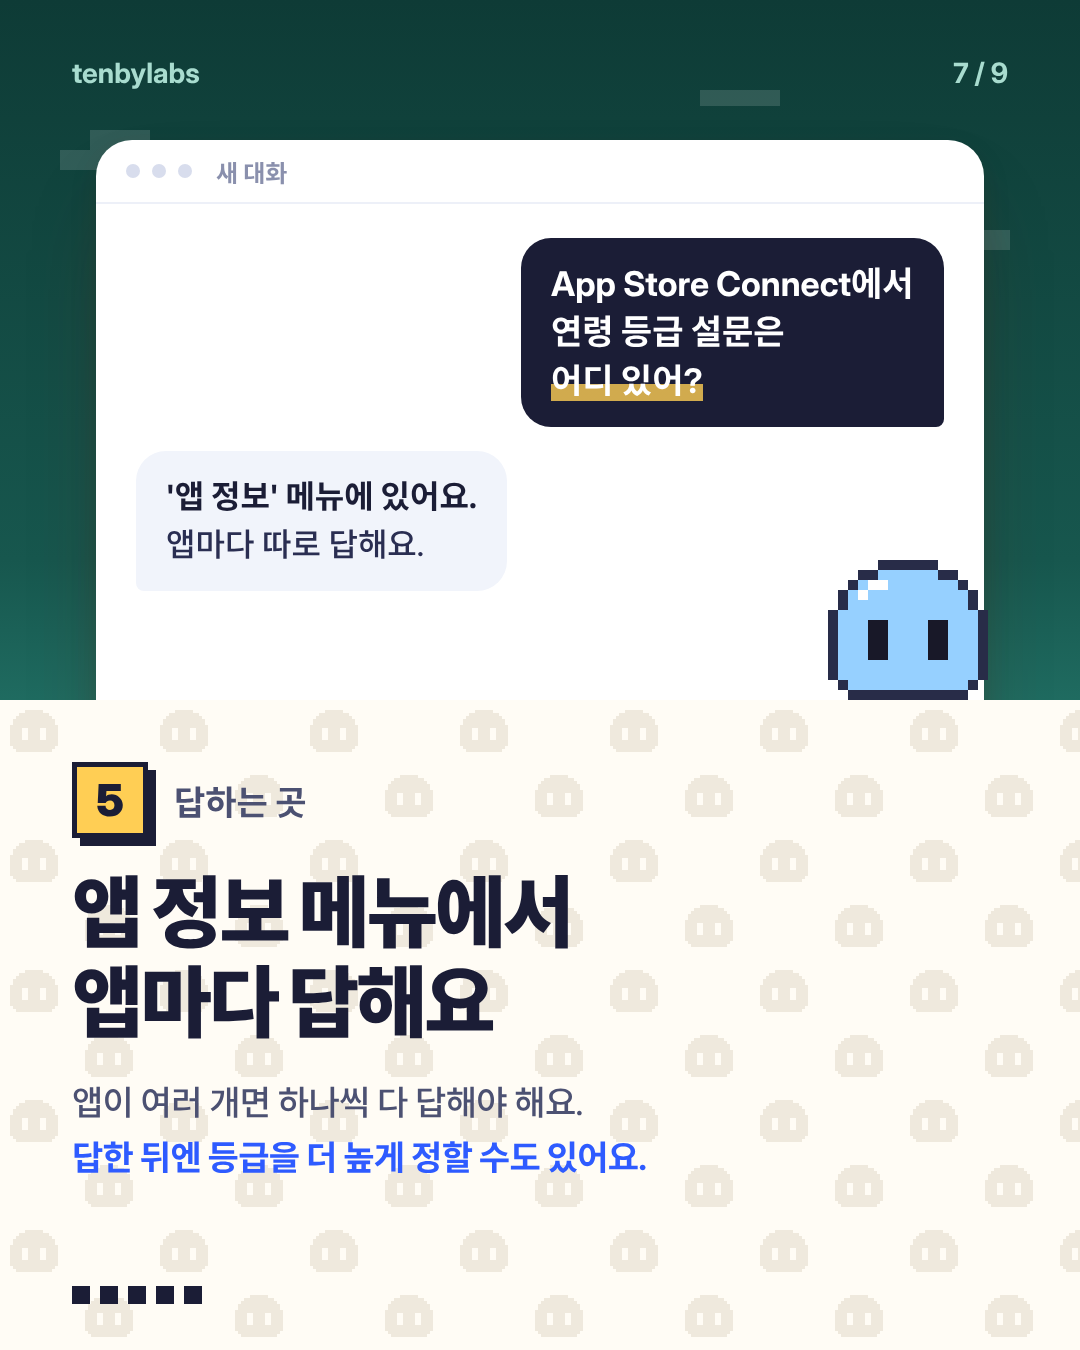 tenbylabs
7 / 9
새 대화
App Store Connect에서
연령 등급 설문은
어디 있어?
'앱 정보' 메뉴에 있어요.
앱마다 따로 답해요.
5
답하는 곳
앱 정보 메뉴에서
앱마다 답해요
앱이 여러 개면 하나씩 다 답해야 해요.
답한 뒤엔 등급을 더 높게 정할 수도 있어요.